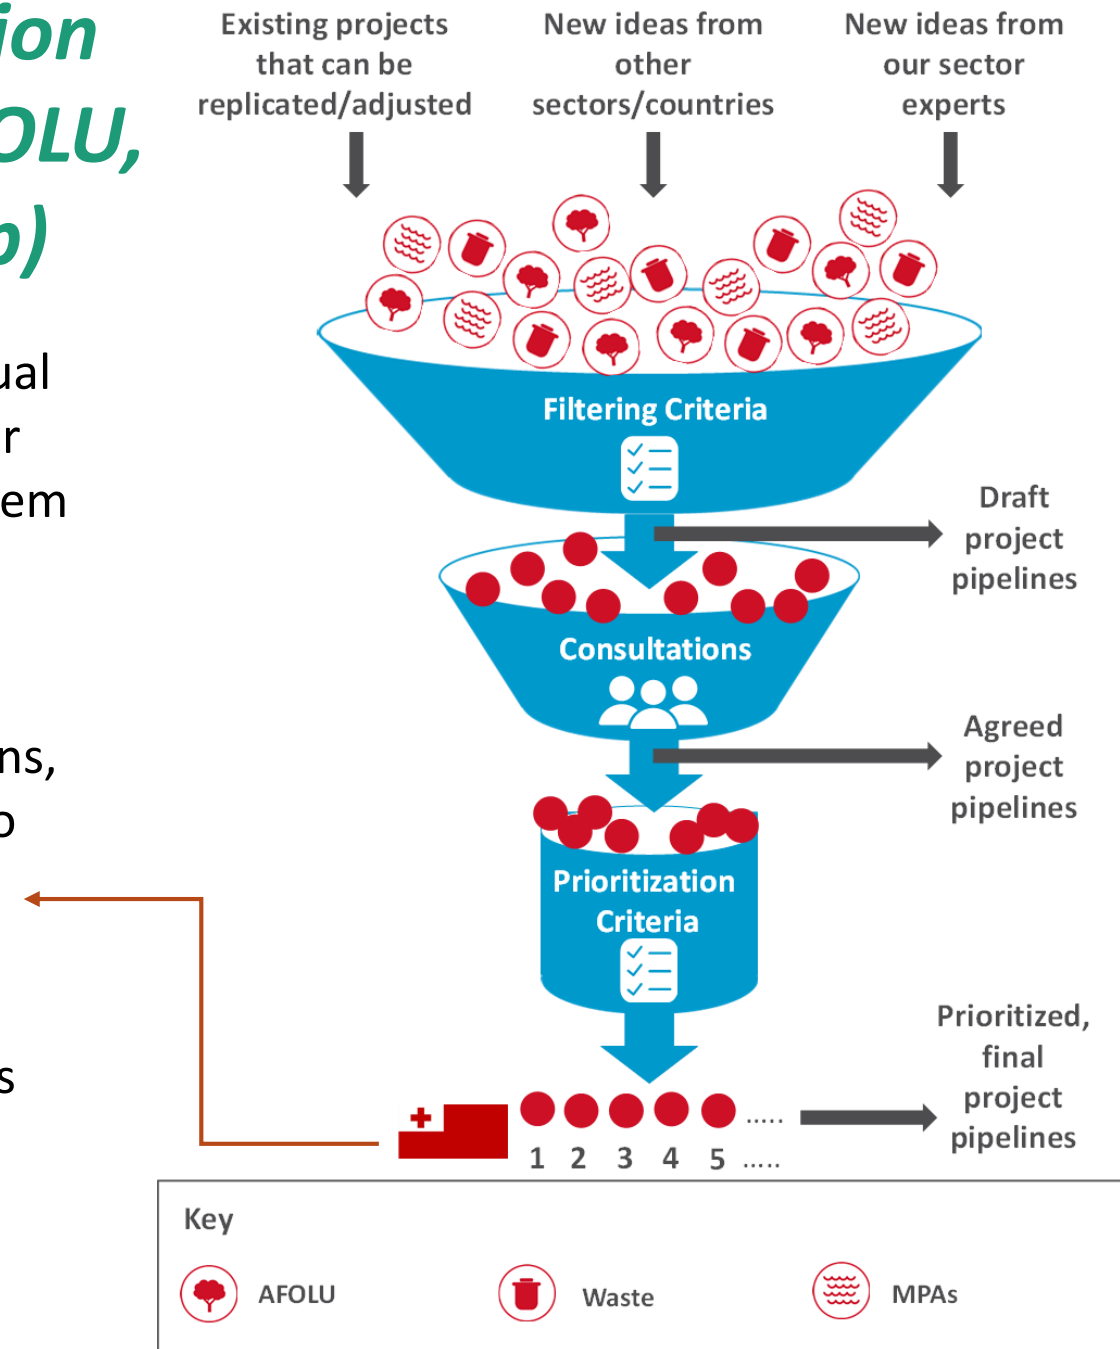 ion
OLU,
ual
r
em
ns,
o
s
Existing projects
that can be
replicated/adjusted
New ideas from
other
sectors/countries
New ideas from
our sector
experts
Filtering Criteria
Draft
project
pipelines
Consultations
Agreed
project
pipelines
Prioritization
Criteria
Prioritized,
final
project
pipelines
.....
1 2 3 4 5 .....
Key
AFOLU
Waste
MPAs